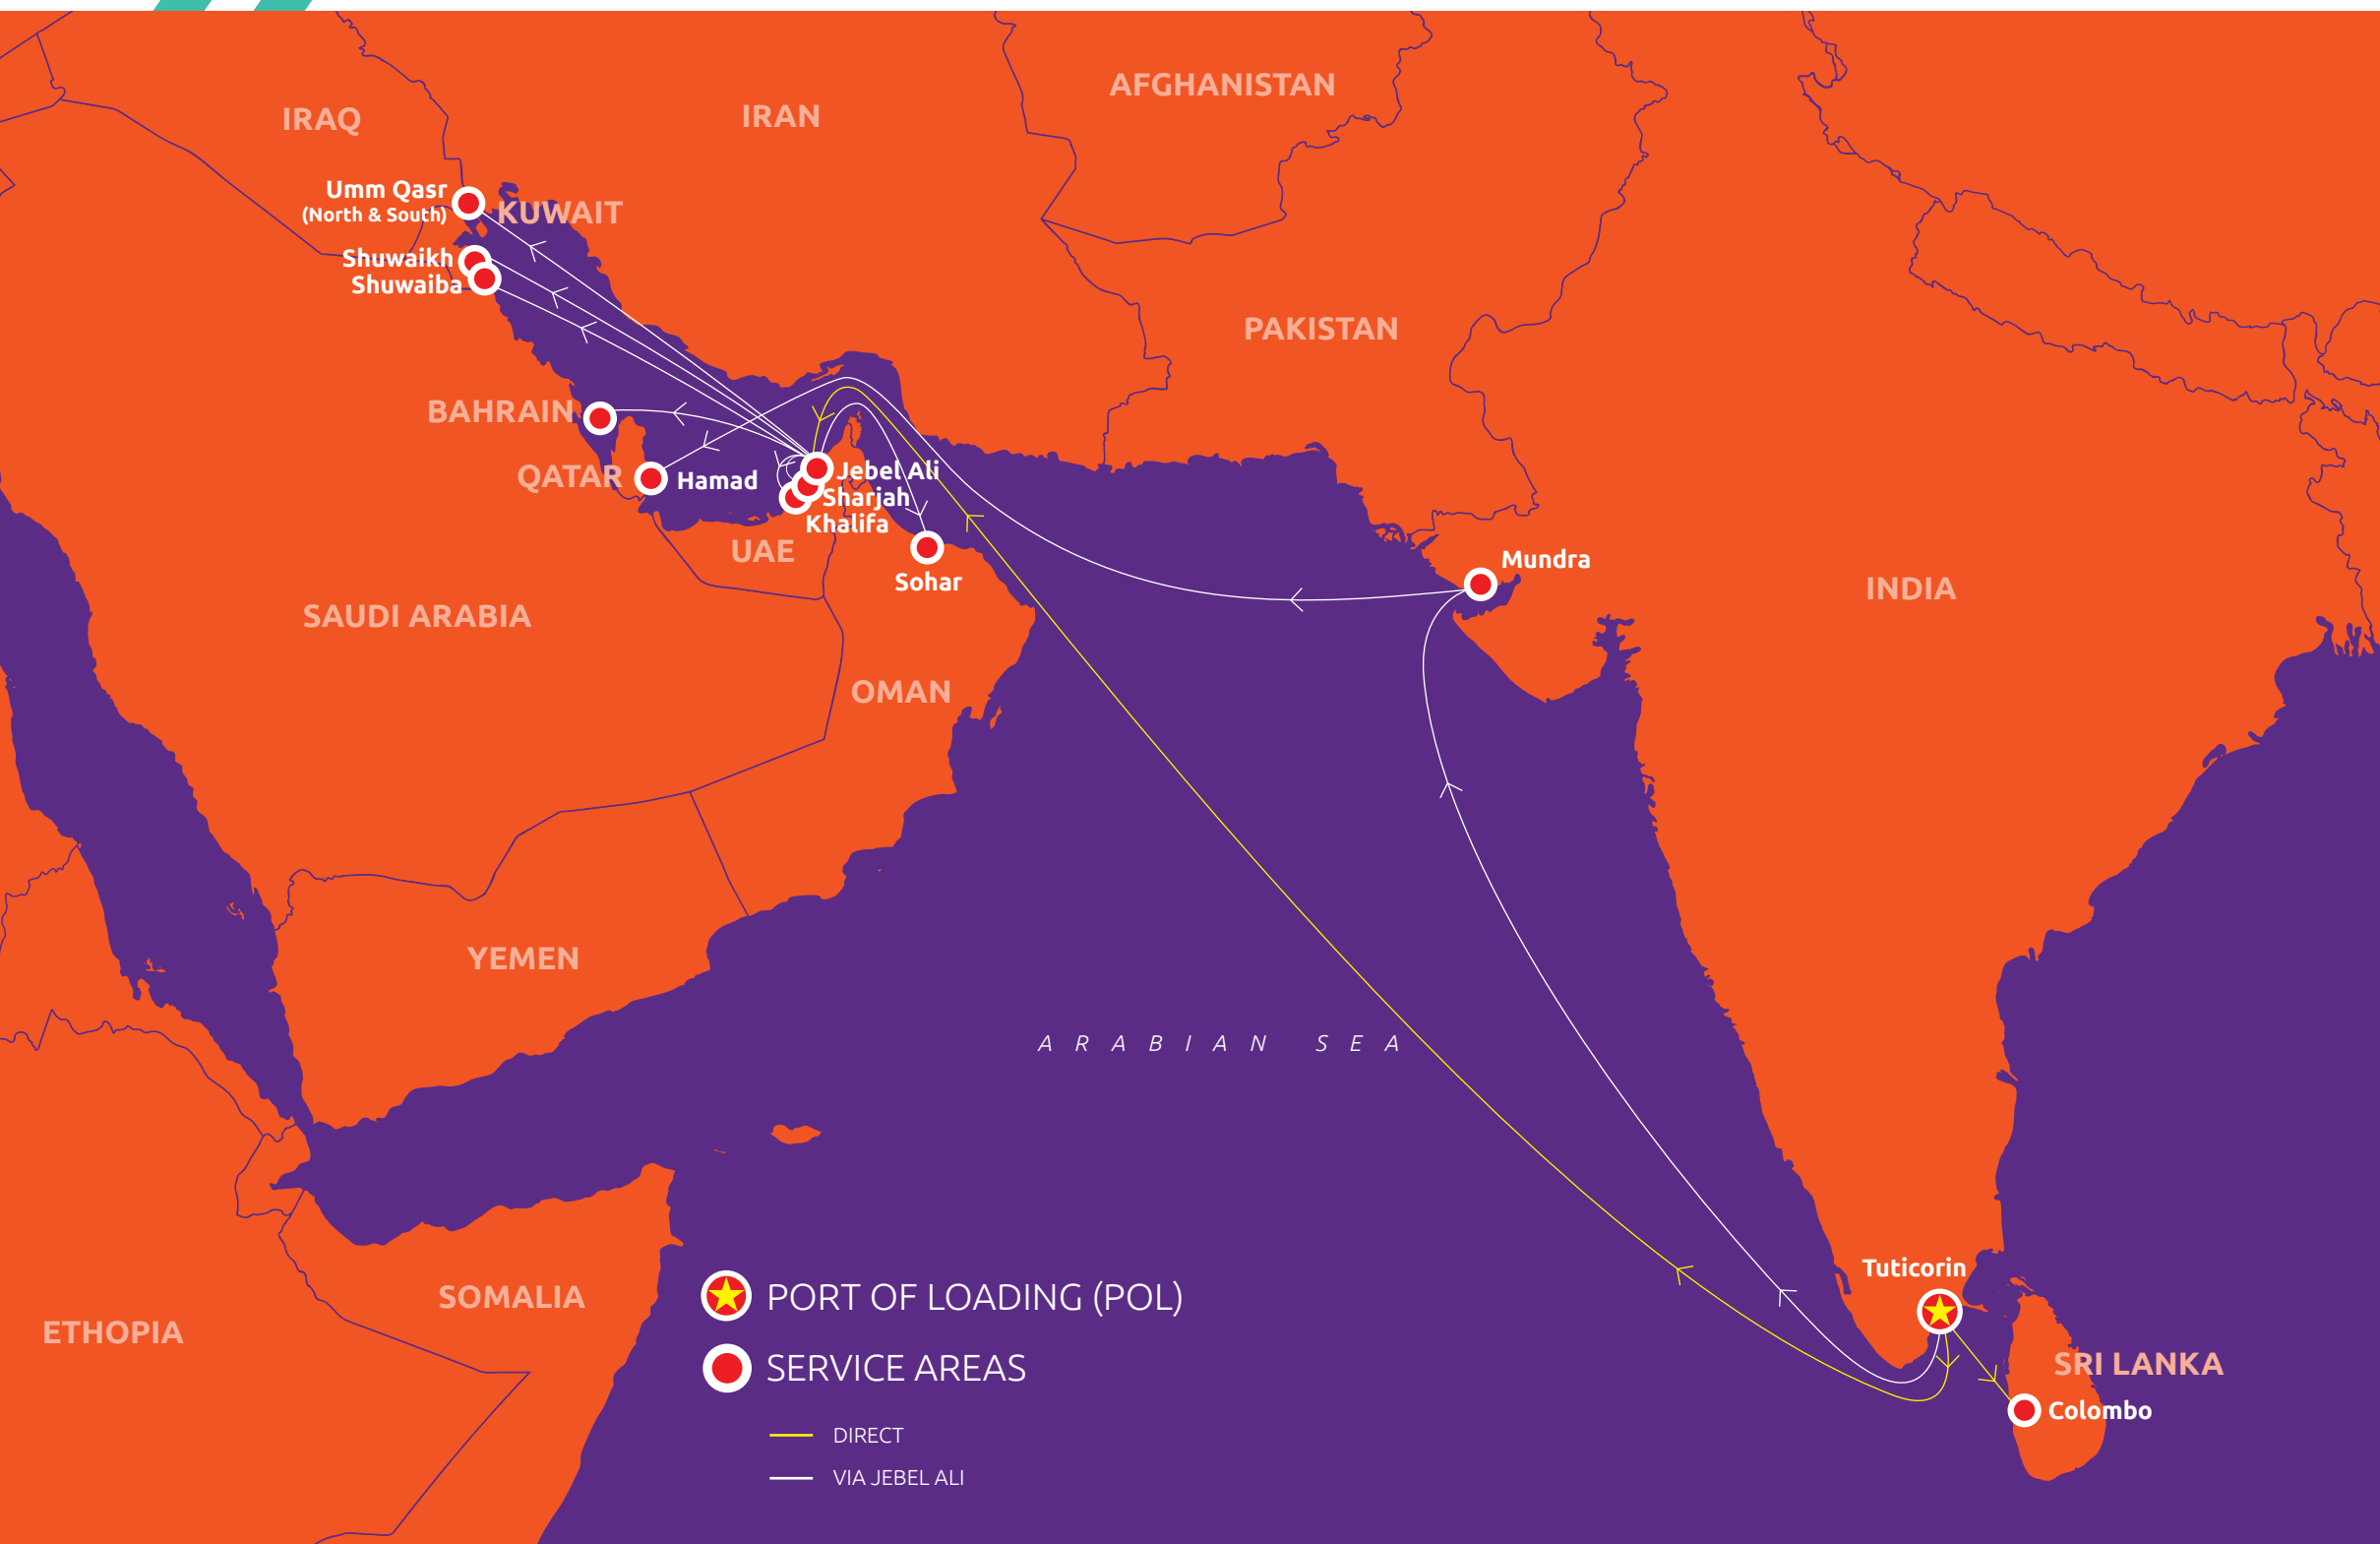 AFGHANISTAN
IRAQ
IRAN
Umm Qasr
(North & South)
KUWAIT
Shuwaikh
Shuwaiba
PAKISTAN
BAHRAIN
QATAR
Hamad
Jebel Ali
Sharjah
Khalifa
UAE
Sohar
Mundra
INDIA
SAUDI ARABIA
OMAN
YEMEN
ARABIAN SEA
Tuticorin
SOMALIA
PORT OF LOADING (POL)
ETHOPIA
SRI LANKA
SERVICE AREAS
Colombo
DIRECT
VIA JEBEL ALI